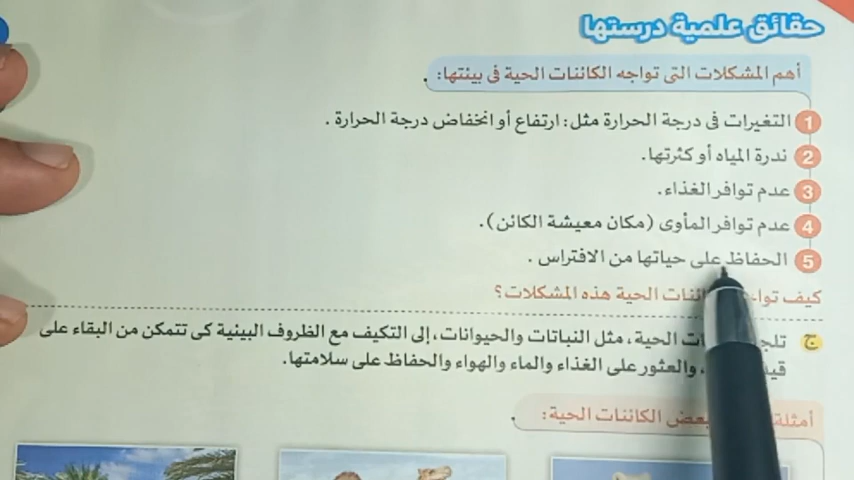 حقائق علمية درستها
أهم المشكلات التى تواجه الكائنات الحية فى بيئتها:
1 التغيرات فى درجة الحرارة مثل: ارتفاع أو انخفاض درجة الحرارة .
2 ندرة المياه أو كثرتها.
3 عدم توافر الغذاء.
4 عدم توافر المأوى (مكان معيشة الكائن).
5 الحفاظ على حياتها من الافتراس .
كيف الحية هذه المشكلات؟
ج الحية، مثل النباتات والحيوانات، إلى التكيف مع الظروف البيئية كى تتمكن من البقاء على
والعثور على الغذاء والماء والهواء والحفاظ على سلامتها.
الكائنات الحية: